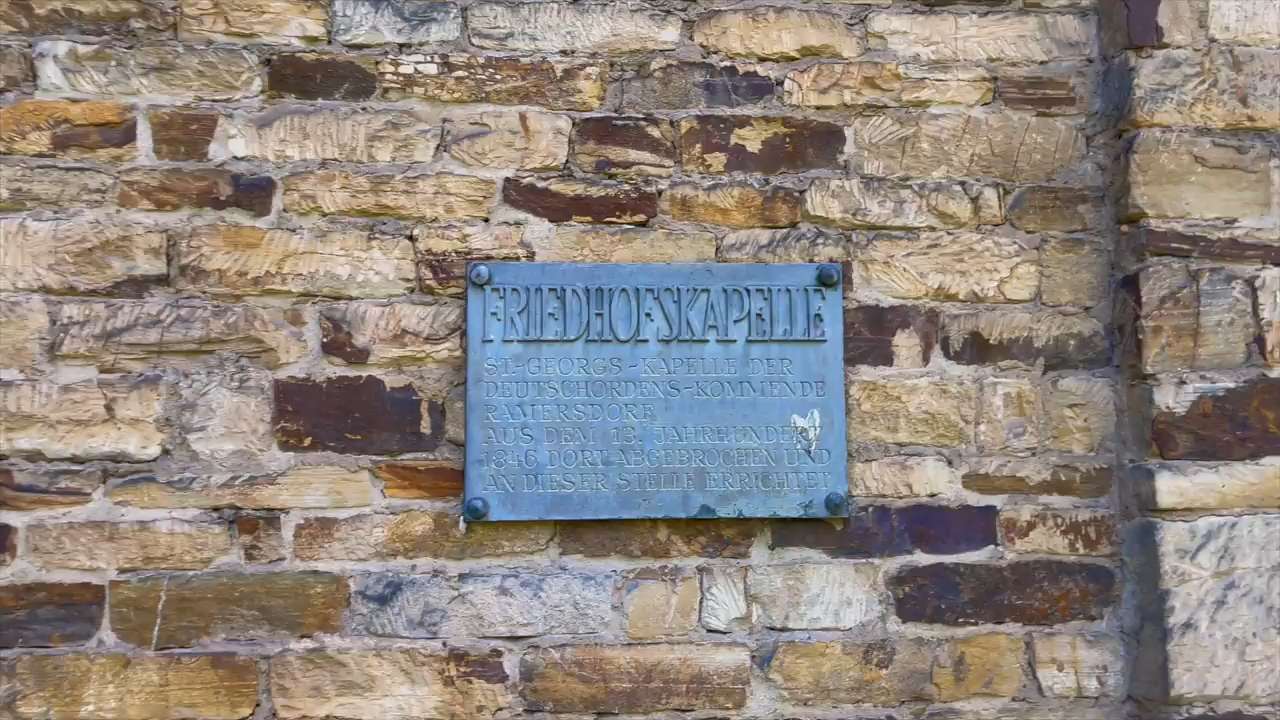 FRIEDHOFSKAPELLE
ST.-GEORGS-KAPELLE DER
DEUTSCHORDENS-KOMMENDE
RAMERSDORF
AUS DEM 13. JAHRHUNDERT
1846 DORT ABGEBROCHEN UND
AN DIESER STELLE ERRICHTET